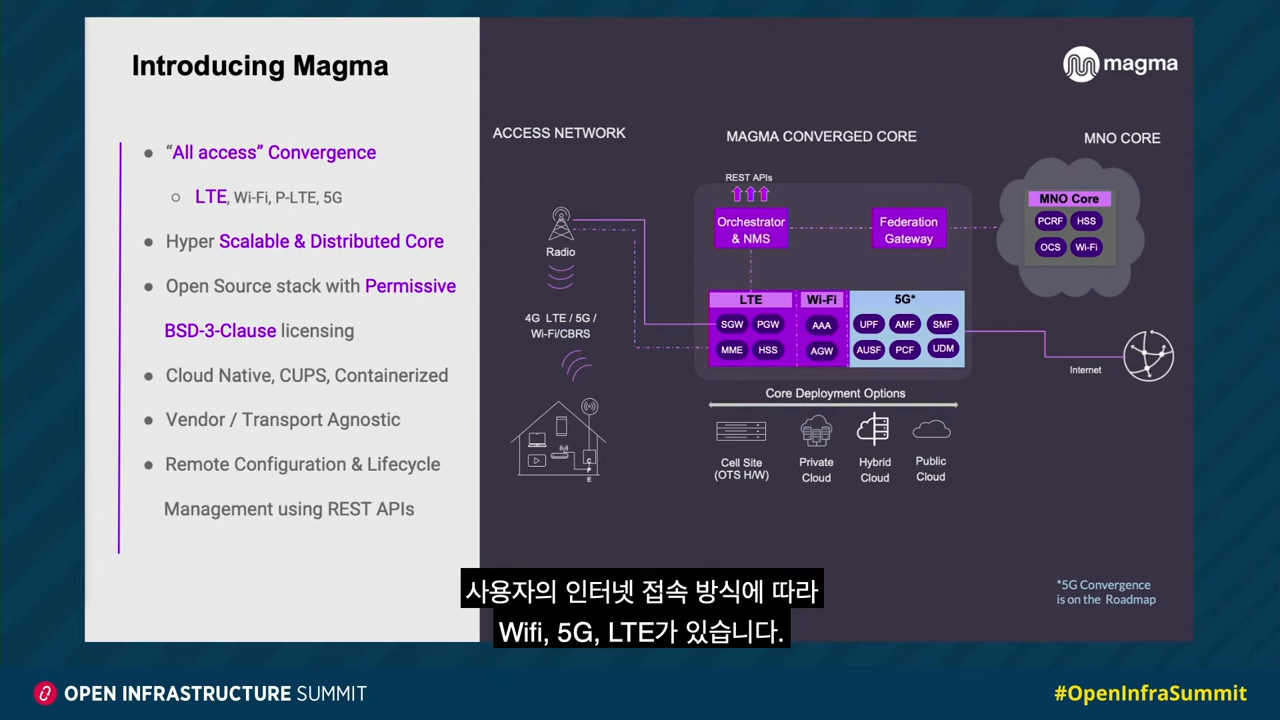 Introducing Magma
magma
“All access” Convergence
LTE, Wi-Fi, P-LTE, 5G
Hyper Scalable & Distributed Core
Open Source stack with Permissive
BSD-3-Clause licensing
Cloud Native, CUPS, Containerized
Vendor / Transport Agnostic
Remote Configuration & Lifecycle
Management using REST APIs
ACCESS NETWORK
MAGMA CONVERGED CORE
MNO CORE
REST APIs
Orchestrator
& NMS
Federation
Gateway
MNO Core
PCRF HSS
OCS Wi-Fi
Radio
4G LTE / 5G /
Wi-Fi/CBRS
C
P
E
LTE
SGW PGW
MME HSS
Wi-Fi
AAA
AGW
5G*
UPF AMF SMF
AUSF PCF UDM
Internet
Core Deployment Options
Cell Site
(OTS H/W)
Private
Cloud
Hybrid
Cloud
Public
Cloud
*5G Convergence
is on the Roadmap
사용자의 인터넷 접속 방식에 따라
Wifi, 5G, LTE가 있습니다.
OPEN INFRASTRUCTURE SUMMIT
#OpenInfraSummit